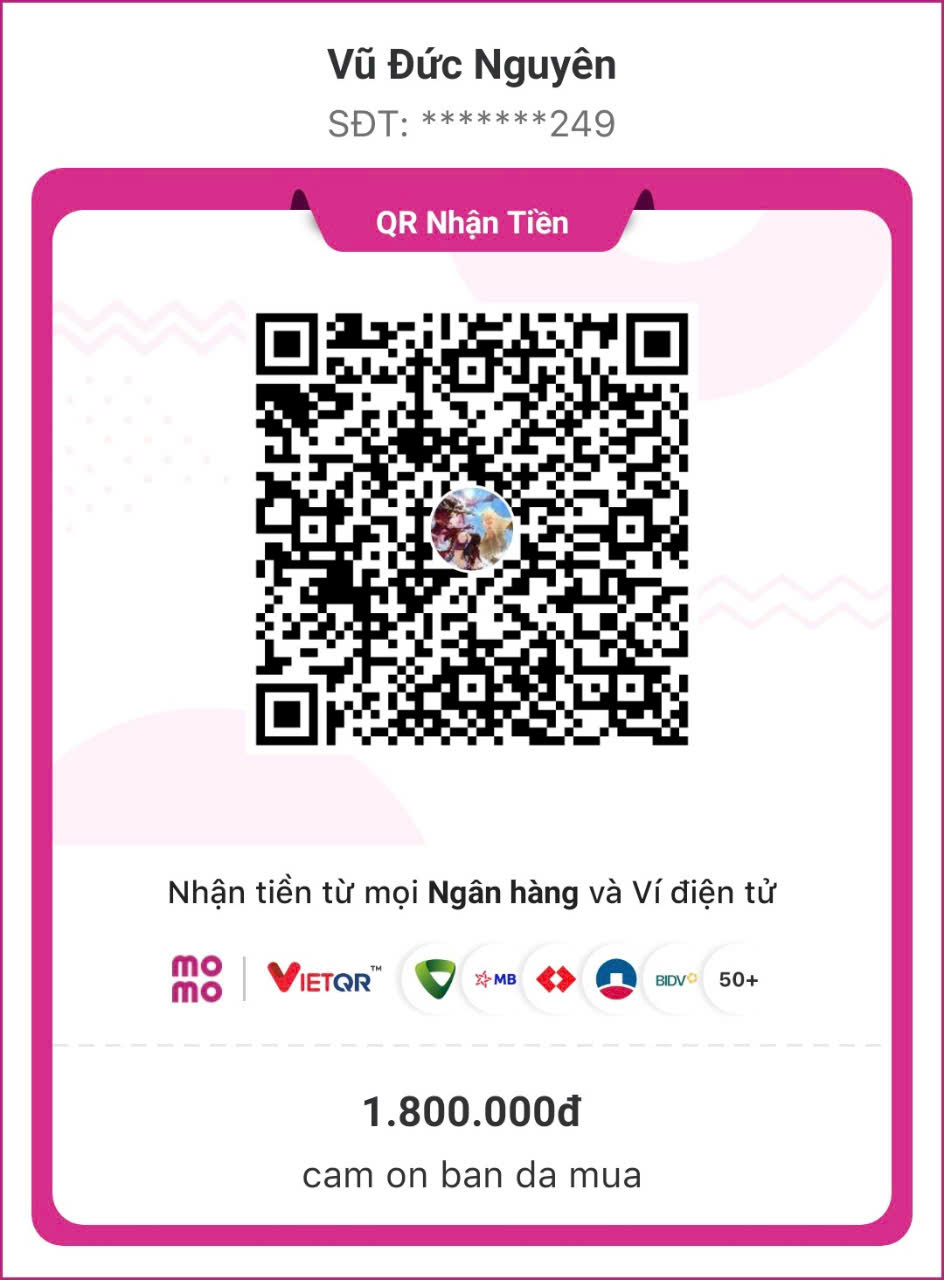 Vũ Đức Nguyên
SĐT: *******249
QR Nhận Tiền
Nhận tiền từ mọi Ngân hàng và Ví điện tử
mo mo VIETQR™ MB BIDV 50+
1.800.000đ
cam on ban da mua